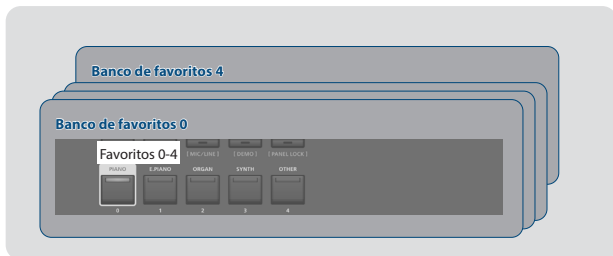 Banco de favoritos 4
Banco de favoritos 0
Favoritos 0-4
[ MIC/LINE ] [ DEMO ] [ PANEL LOCK ]
PIANO E.PIANO ORGAN SYNTH OTHER
0 1 2 3 4